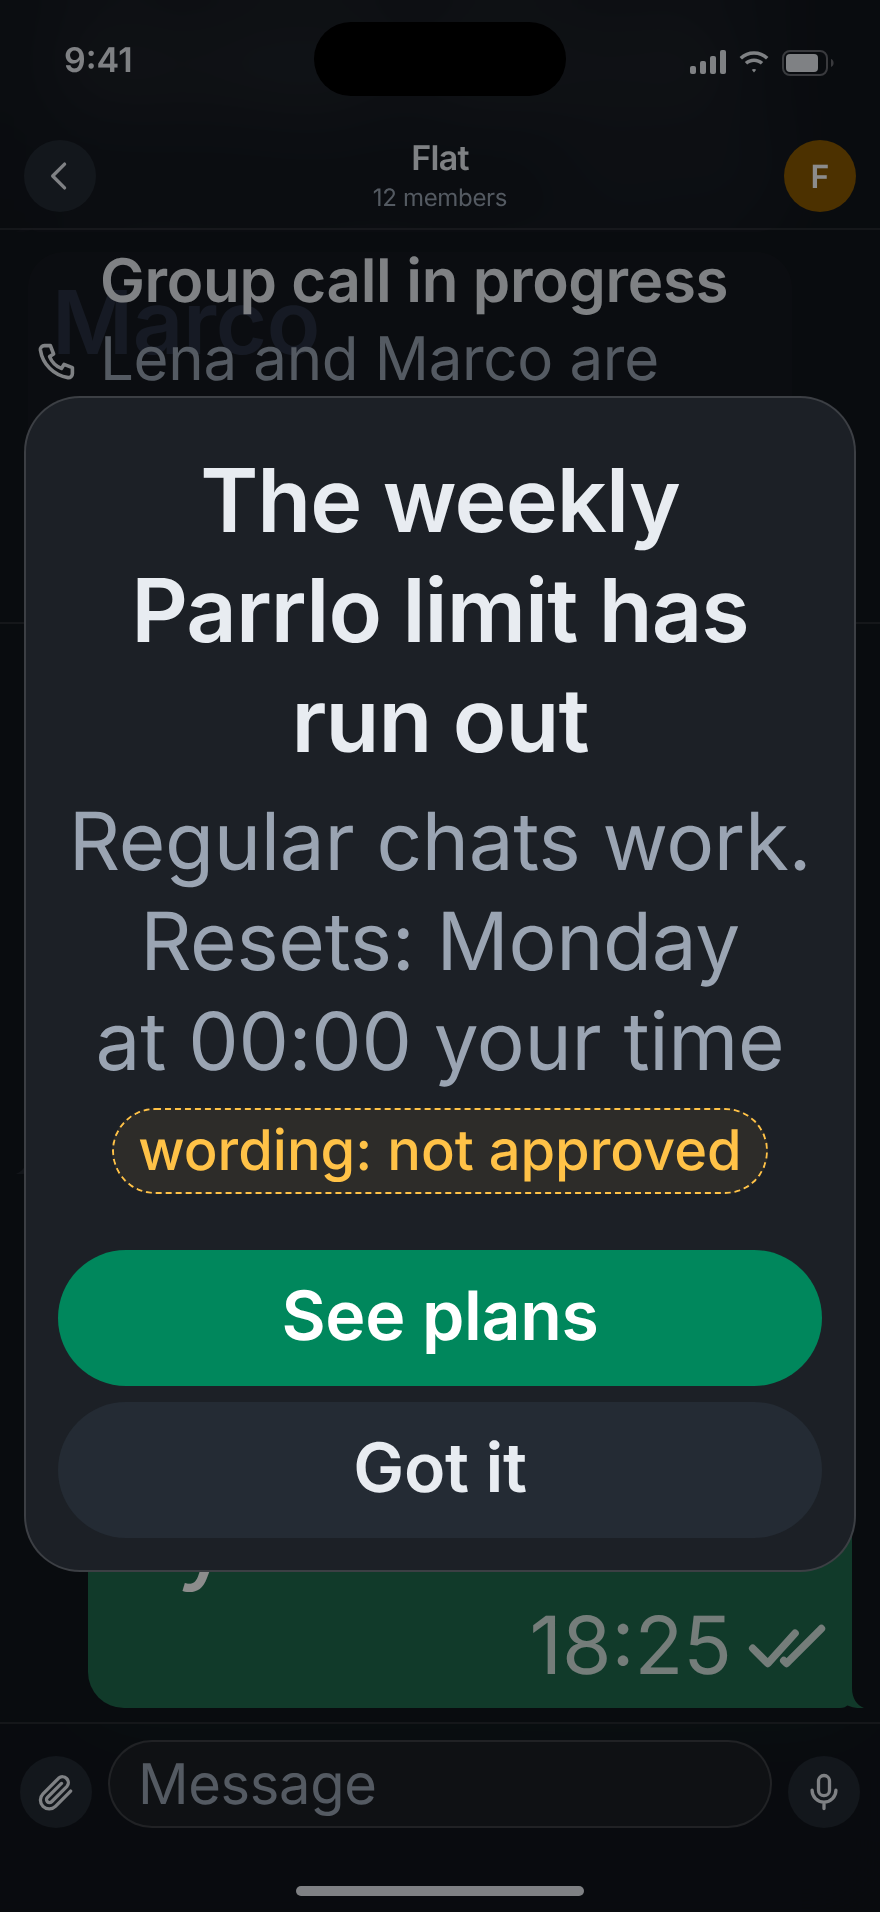 9:41
Flat
12 members
F
Group call in progress
Marco
Lena and Marco are
The weekly
Parrlo limit has
run out
Regular chats work.
Resets: Monday
at 00:00 your time
wording: not approved
See plans
Got it
18:25
Message